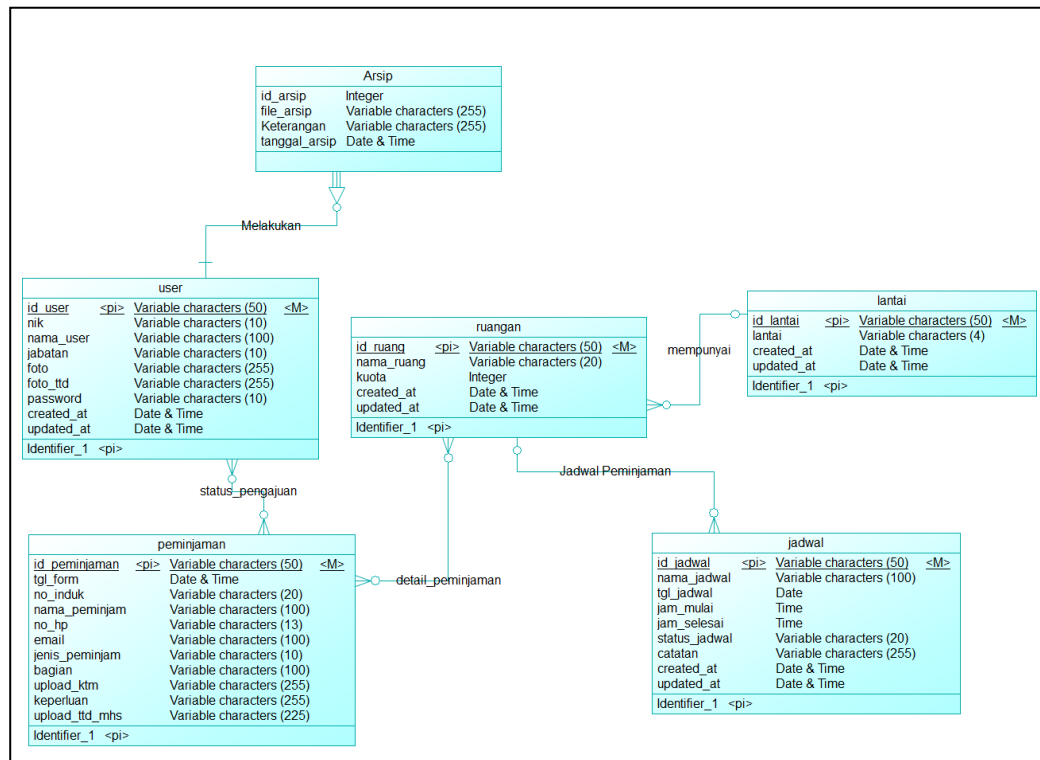 Arsip
id_arsip Integer
file_arsip Variable characters (255)
Keterangan Variable characters (255)
tanggal_arsip Date & Time
Melakukan
user
id_user <pi> Variable characters (50) <M>
nik Variable characters (10)
nama_user Variable characters (100)
jabatan Variable characters (10)
foto Variable characters (255)
foto_ttd Variable characters (255)
password Variable characters (10)
created_at Date & Time
updated_at Date & Time
Identifier_1 <pi>
ruangan
id_ruang <pi> Variable characters (50) <M>
nama_ruang Variable characters (20)
kuota Integer
created_at Date & Time
updated_at Date & Time
Identifier_1 <pi>
mempunyai
lantai
id_lantai <pi> Variable characters (50) <M>
lantai Variable characters (4)
created_at Date & Time
updated_at Date & Time
Identifier_1 <pi>
status_pengajuan
Jadwal Peminjaman
peminjaman
id_peminjaman <pi> Variable characters (50) <M>
tgl_form Date & Time
no_induk Variable characters (20)
nama_peminjam Variable characters (100)
no_hp Variable characters (13)
email Variable characters (100)
jenis_peminjam Variable characters (10)
bagian Variable characters (100)
upload_ktm Variable characters (255)
keperluan Variable characters (255)
upload_ttd_mhs Variable characters (225)
Identifier_1 <pi>
detail_peminjaman
jadwal
id_jadwal <pi> Variable characters (50) <M>
nama_jadwal Variable characters (100)
tgl_jadwal Date
jam_mulai Time
jam_selesai Time
status_jadwal Variable characters (20)
catatan Variable characters (255)
created_at Date & Time
updated_at Date & Time
Identifier_1 <pi>